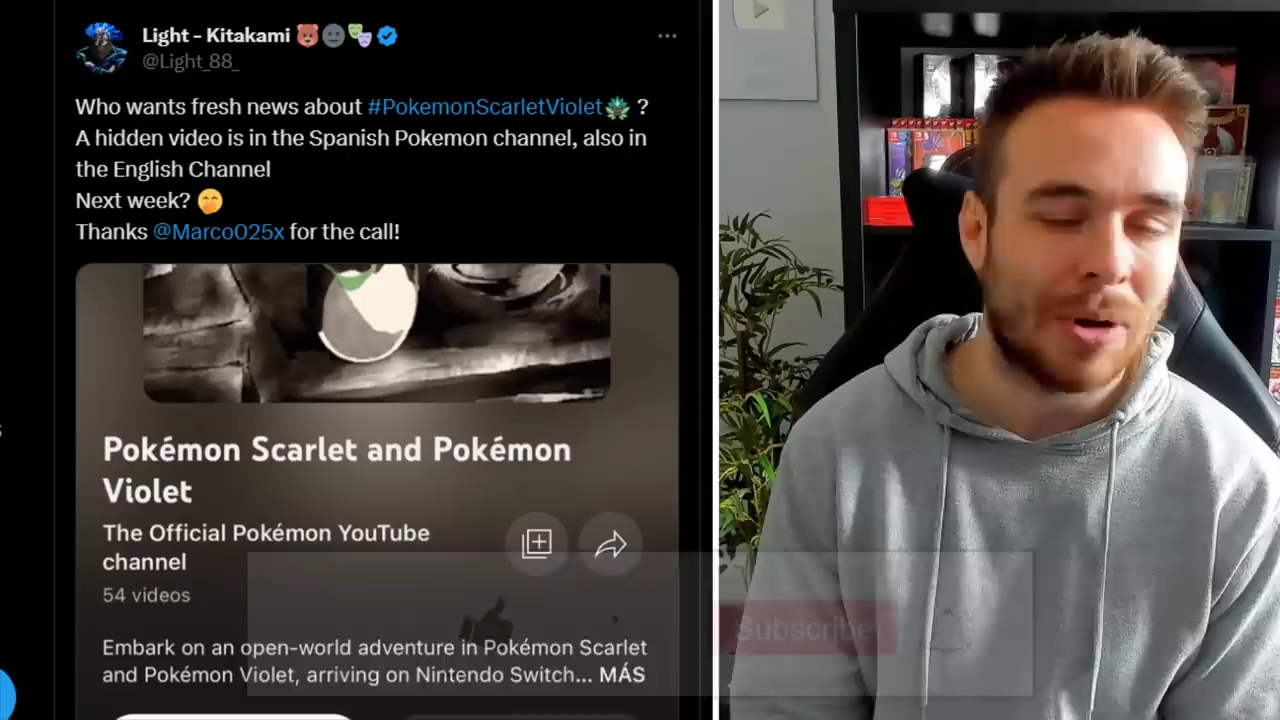 Light - Kitakami
@Light_88_
Who wants fresh news about #PokemonScarletViolet ?
A hidden video is in the Spanish Pokemon channel, also in
the English Channel
Next week?
Thanks @Marco025x for the call!
Pokémon Scarlet and Pokémon
Violet
The Official Pokémon YouTube
channel
54 videos
Embark on an open-world adventure in Pokémon Scarlet
and Pokémon Violet, arriving on Nintendo Switch... MÁS
Subscribe